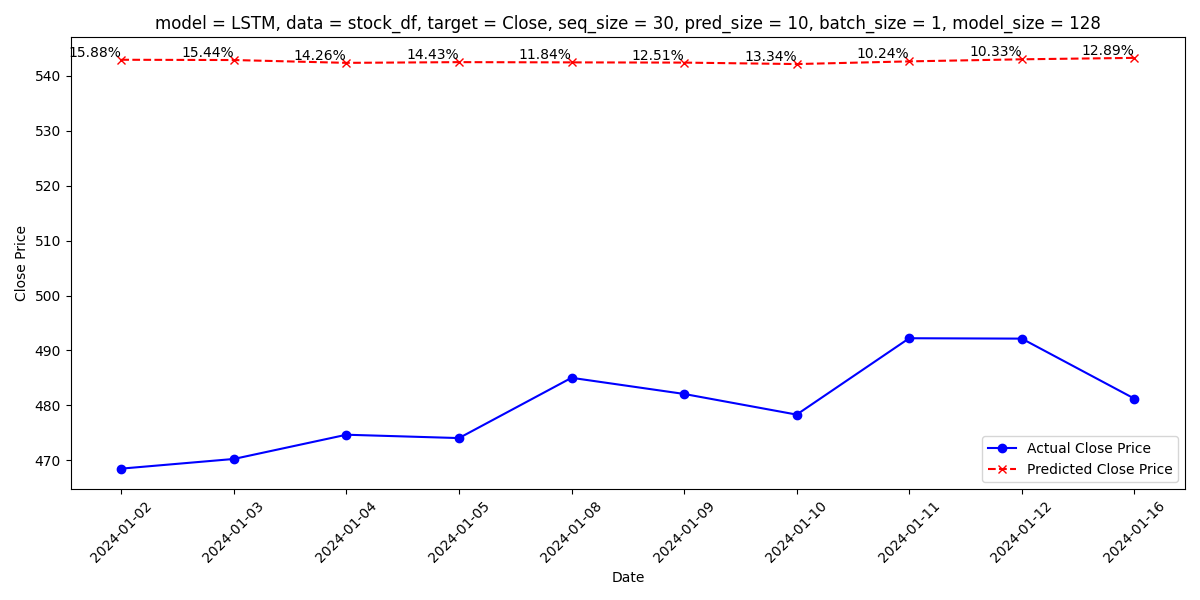 model = LSTM, data = stock_df, target = Close, seq_size = 30, pred_size = 10, batch_size = 1, model_size = 128
15.88% 15.44% 14.26% 14.43% 11.84% 12.51% 13.34% 10.24% 10.33% 12.89%
540
530
520
510
500
490
480
470
Close Price
Actual Close Price
Predicted Close Price
2024-01-02 2024-01-03 2024-01-04 2024-01-05 2024-01-08 2024-01-09 2024-01-10 2024-01-11 2024-01-12 2024-01-16
Date